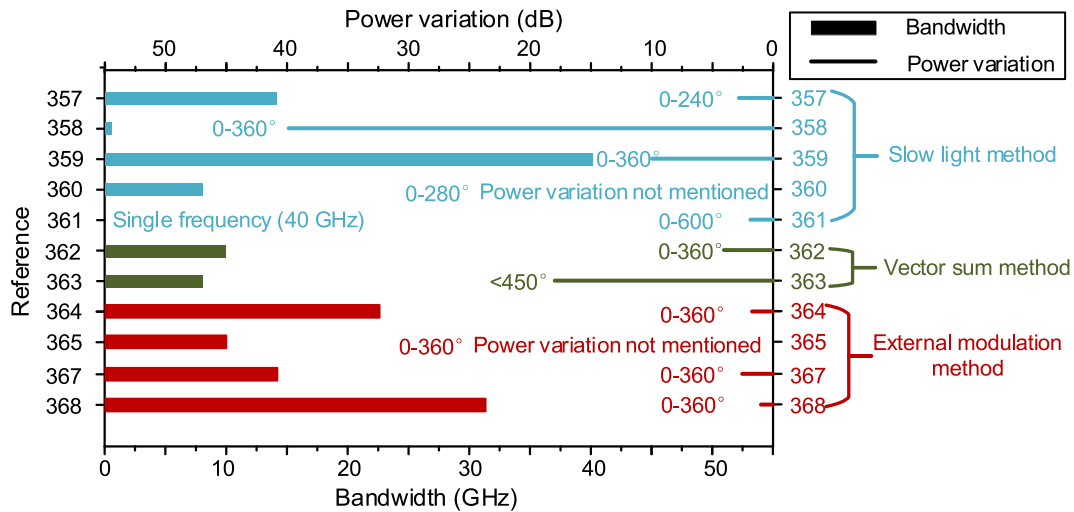 Power variation (dB)
50 40 30 20 10 0
Bandwidth
Power variation
Reference
357 0-240° 357
358 0-360° 358
359 0-360° 359
360 0-280° Power variation not mentioned 360
361 Single frequency (40 GHz) 0-600° 361
Slow light method
362 0-360° 362
363 <450° 363
Vector sum method
364 0-360° 364
365 0-360° Power variation not mentioned 365
367 0-360° 367
368 0-360° 368
External modulation
method
0 10 20 30 40 50
Bandwidth (GHz)